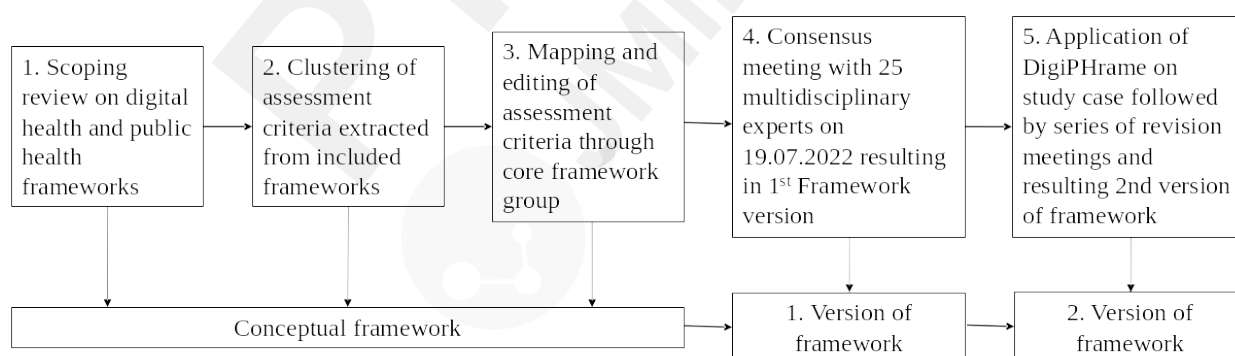 1. Scoping
review on digital
health and public
health
frameworks
2. Clustering of
assessment
criteria extracted
from included
frameworks
3. Mapping and
editing of
assessment
criteria through
core framework
group
4. Consensus
meeting with 25
multidisciplinary
experts on
19.07.2022 resulting
in 1st Framework
version
5. Application of
DigiPHrame on
study case followed
by series of revision
meetings and
resulting 2nd version
of framework
Conceptual framework
1. Version of
framework
2. Version of
framework